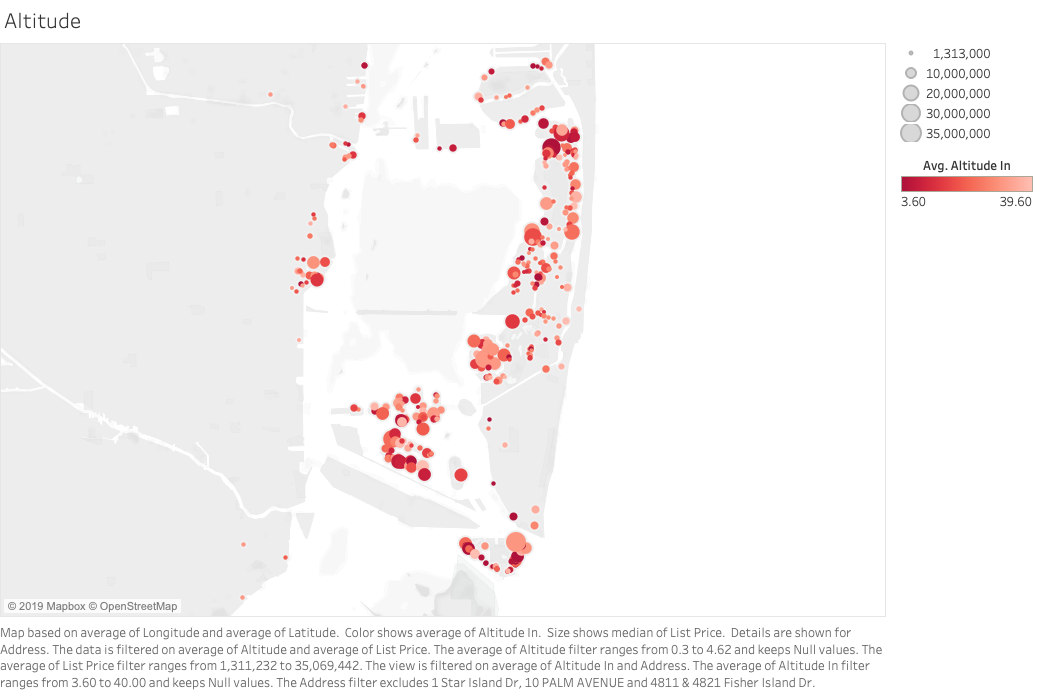 Altitude
1,313,000
10,000,000
20,000,000
30,000,000
35,000,000
Avg. Altitude In
3.60 39.60
© 2019 Mapbox © OpenStreetMap
Map based on average of Longitude and average of Latitude.  Color shows average of Altitude In.  Size shows median of List Price.  Details are shown for
Address. The data is filtered on average of Altitude and average of List Price. The average of Altitude filter ranges from 0.3 to 4.62 and keeps Null values. The
average of List Price filter ranges from 1,311,232 to 35,069,442. The view is filtered on average of Altitude In and Address. The average of Altitude In filter
ranges from 3.60 to 40.00 and keeps Null values. The Address filter excludes 1 Star Island Dr, 10 PALM AVENUE and 4811 & 4821 Fisher Island Dr.